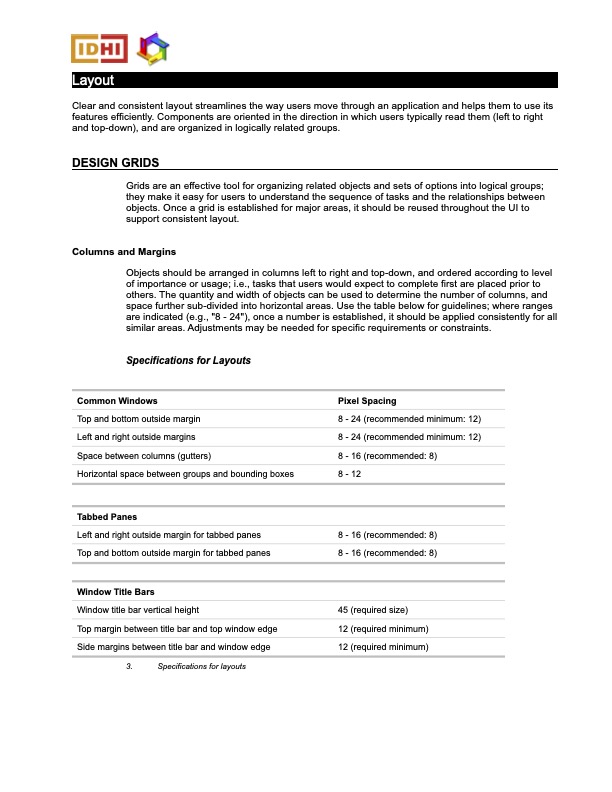 IDHI
Layout
Clear and consistent layout streamlines the way users move through an application and helps them to use its
features efficiently. Components are oriented in the direction in which users typically read them (left to right
and top-down), and are organized in logically related groups.
DESIGN GRIDS
Grids are an effective tool for organizing related objects and sets of options into logical groups;
they make it easy for users to understand the sequence of tasks and the relationships between
objects. Once a grid is established for major areas, it should be reused throughout the UI to
support consistent layout.
Columns and Margins
Objects should be arranged in columns left to right and top-down, and ordered according to level
of importance or usage; i.e., tasks that users would expect to complete first are placed prior to
others. The quantity and width of objects can be used to determine the number of columns, and
space further sub-divided into horizontal areas. Use the table below for guidelines; where ranges
are indicated (e.g., "8 - 24"), once a number is established, it should be applied consistently for all
similar areas. Adjustments may be needed for specific requirements or constraints.
Specifications for Layouts
Common Windows Pixel Spacing
Top and bottom outside margin 8 - 24 (recommended minimum: 12)
Left and right outside margins 8 - 24 (recommended minimum: 12)
Space between columns (gutters) 8 - 16 (recommended: 8)
Horizontal space between groups and bounding boxes 8 - 12
Tabbed Panes
Left and right outside margin for tabbed panes 8 - 16 (recommended: 8)
Top and bottom outside margin for tabbed panes 8 - 16 (recommended: 8)
Window Title Bars
Window title bar vertical height 45 (required size)
Top margin between title bar and top window edge 12 (required minimum)
Side margins between title bar and window edge 12 (required minimum)
3. Specifications for layouts